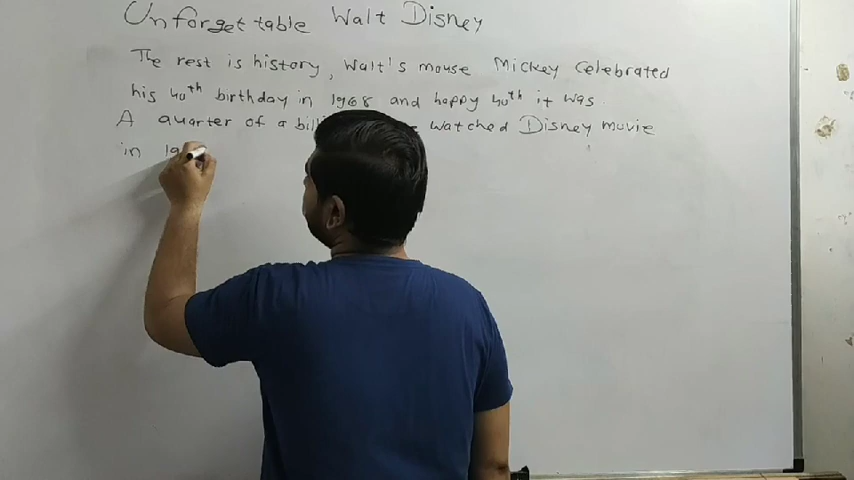 Unforgettable Walt Disney
The rest is history, Walt's mouse Mickey Celebrated
his 40th birthday in 1968 and happy 40th it was.
A quarter of a watched Disney movie
in